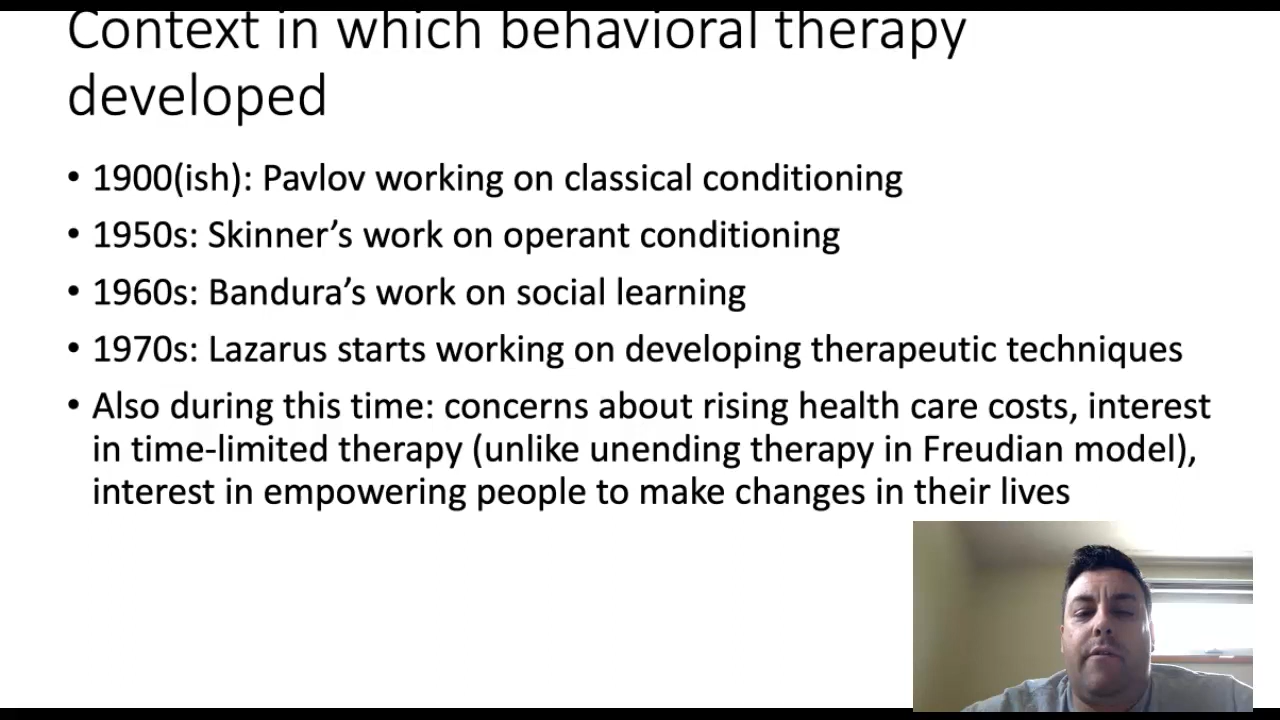 Context in which behavioral therapy
developed
• 1900(ish): Pavlov working on classical conditioning
• 1950s: Skinner’s work on operant conditioning
• 1960s: Bandura’s work on social learning
• 1970s: Lazarus starts working on developing therapeutic techniques
• Also during this time: concerns about rising health care costs, interest
in time-limited therapy (unlike unending therapy in Freudian model),
interest in empowering people to make changes in their lives